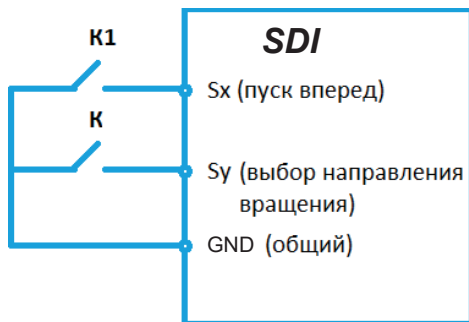 К1
SDI
Sx (пуск вперед)
К
Sy (выбор направления
вращения)
GND (общий)